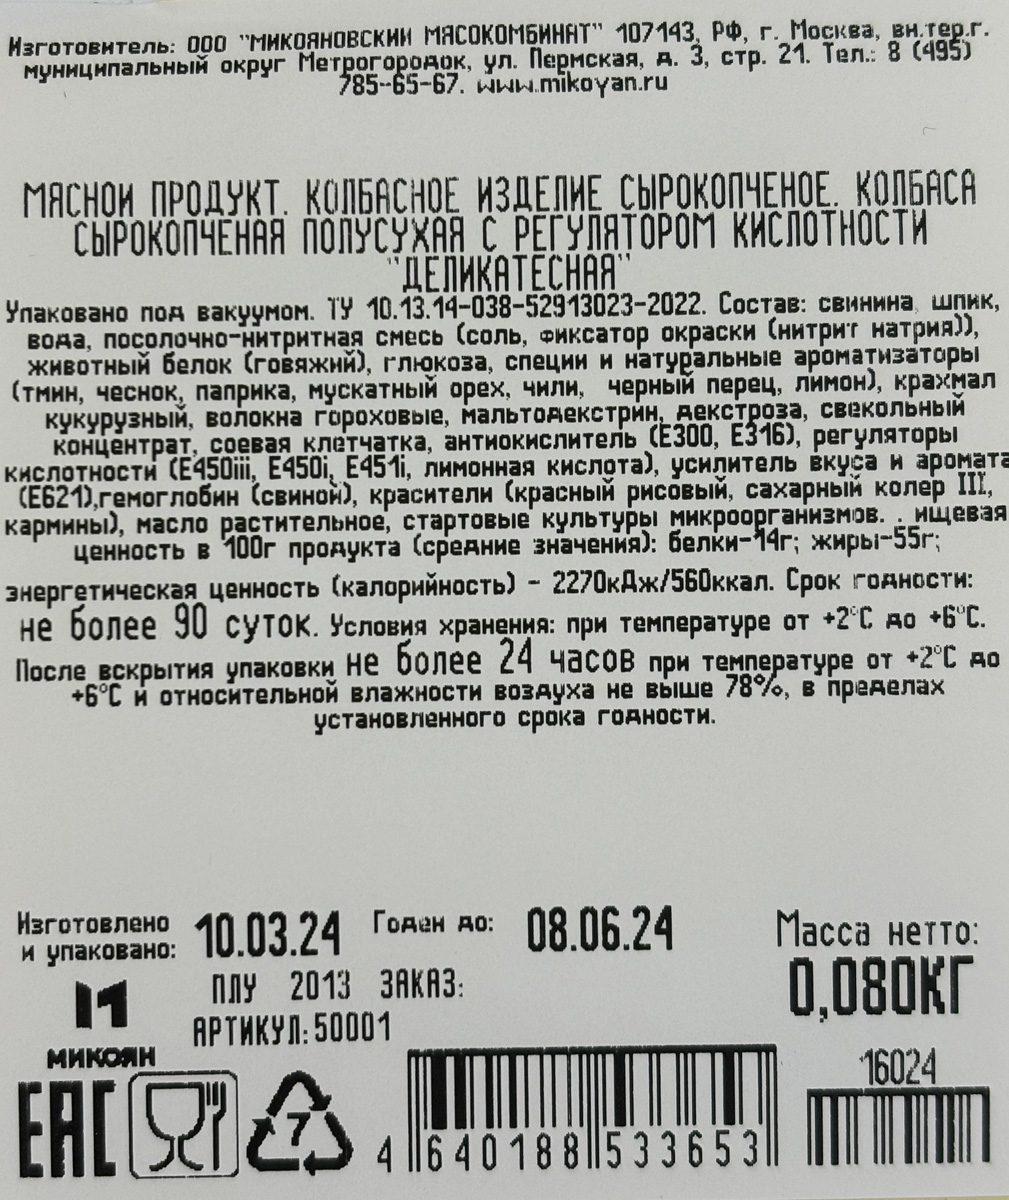 Изготовитель: ООО "МИКОЯНОВСКИЙ МЯСОКОМБИНАТ" 107143, РФ, г. Москва, вн.тер.г.
муниципальный округ Метрогородок, ул. Пермская, д. 3, стр. 21. Тел.: 8 (495)
785-65-67. www.mikoyan.ru
МЯСНОЙ ПРОДУКТ. КОЛБАСНОЕ ИЗДЕЛИЕ СЫРОКОПЧЕНОЕ. КОЛБАСА
СЫРОКОПЧЕНАЯ ПОЛУСУХАЯ С РЕГУЛЯТОРОМ КИСЛОТНОСТИ
"ДЕЛИКАТЕСНАЯ"
Упаковано под вакуумом. ТУ 10.13.14-038-52913023-2022. Состав: свинина, шпик,
вода, посолочно-нитритная смесь (соль, фиксатор окраски (нитрит натрия)),
животный белок (говяжий), глюкоза, специи и натуральные ароматизаторы
(тмин, чеснок, паприка, мускатный орех, чили, черный перец, лимон), крахмал
кукурузный, волокна гороховые, мальтодекстрин, декстроза, свекольный
концентрат, соевая клетчатка, антиокислитель (Е300, Е316), регуляторы
кислотности (Е450iii, Е450i, Е451i, лимонная кислота), усилитель вкуса и аромата
(Е621),гемоглобин (свиной), красители (красный рисовый, сахарный колер III,
кармины), масло растительное, стартовые культуры микроорганизмов. . ищевая
ценность в 100г продукта (средние значения): белки-14г; жиры-55г;
энергетическая ценность (калорийность) - 2270кДж/560ккал. Срок годности:
не более 90 суток. Условия хранения: при температуре от +2°С до +6°С.
После вскрытия упаковки не более 24 часов при температуре от +2°С до
+6°С и относительной влажности воздуха не выше 78%, в пределах
установленного срока годности.
Изготовлено
и упаковано: 10.03.24 Годен до: 08.06.24
Масса нетто:
0,080КГ
ПЛУ 2013 ЗАКАЗ:
АРТИКУЛ:50001
МИКОЯН
EAC
7
4 640188 533653
16024